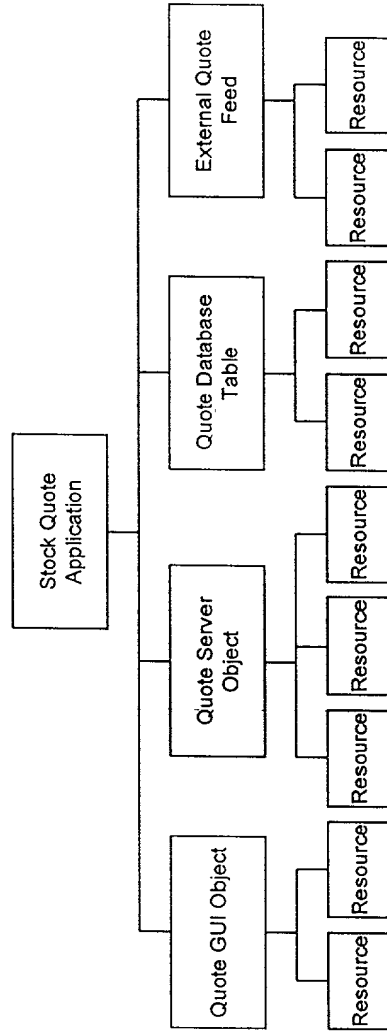 Stock Quote
Application
Quote GUI Object
Quote Server
Object
Quote Database
Table
External Quote
Feed
Resource
Resource
Resource
Resource
Resource
Resource
Resource
Resource
Resource